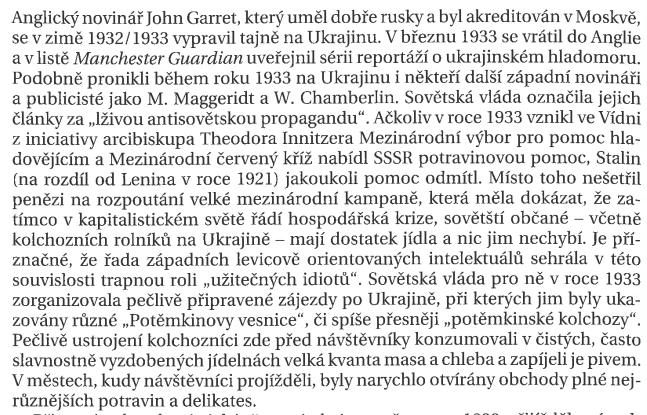 Anglický novinář John Garret, který uměl dobře rusky a byl akreditován v Moskvě,
se v zimě 1932/1933 vypravil tajně na Ukrajinu. V březnu 1933 se vrátil do Anglie
a v listě Manchester Guardian uveřejnil sérii reportáží o ukrajinském hladomoru.
Podobně pronikli během roku 1933 na Ukrajinu i někteří další západní novináři
a publicisté jako M. Maggeridt a W. Chamberlin. Sovětská vláda označila jejich
články za „lživou antisovětskou propagandu“. Ačkoliv v roce 1933 vznikl ve Vídni
z iniciativy arcibiskupa Theodora Innitzera Mezinárodní výbor pro pomoc hla-
dovějícím a Mezinárodní červený kříž nabídl SSSR potravinovou pomoc, Stalin
(na rozdíl od Lenina v roce 1921) jakoukoli pomoc odmítl. Místo toho nešetřil
penězi na rozpoutání velké mezinárodní kampaně, která měla dokázat, že za-
tímco v kapitalistickém světě řádí hospodářská krize, sovětští občané – včetně
kolchozních rolníků na Ukrajině – mají dostatek jídla a nic jim nechybí. Je pří-
značné, že řada západních levicově orientovaných intelektuálů sehrála v této
souvislosti trapnou roli „užitečných idiotů“. Sovětská vláda pro ně v roce 1933
zorganizovala pečlivě připravené zájezdy po Ukrajině, při kterých jim byly uka-
zovány různé „Potěmkinovy vesnice“, či spíše přesněji „potěmkinské kolchozy“.
Pečlivě ustrojení kolchozníci zde před návštěvníky konzumovali v čistých, často
slavnostně vyzdobených jídelnách velká kvanta masa a chleba a zapíjeli je pivem.
V městech, kudy návštěvníci projížděli, byly narychlo otvírány obchody plné nej-
různějších potravin a delikates.